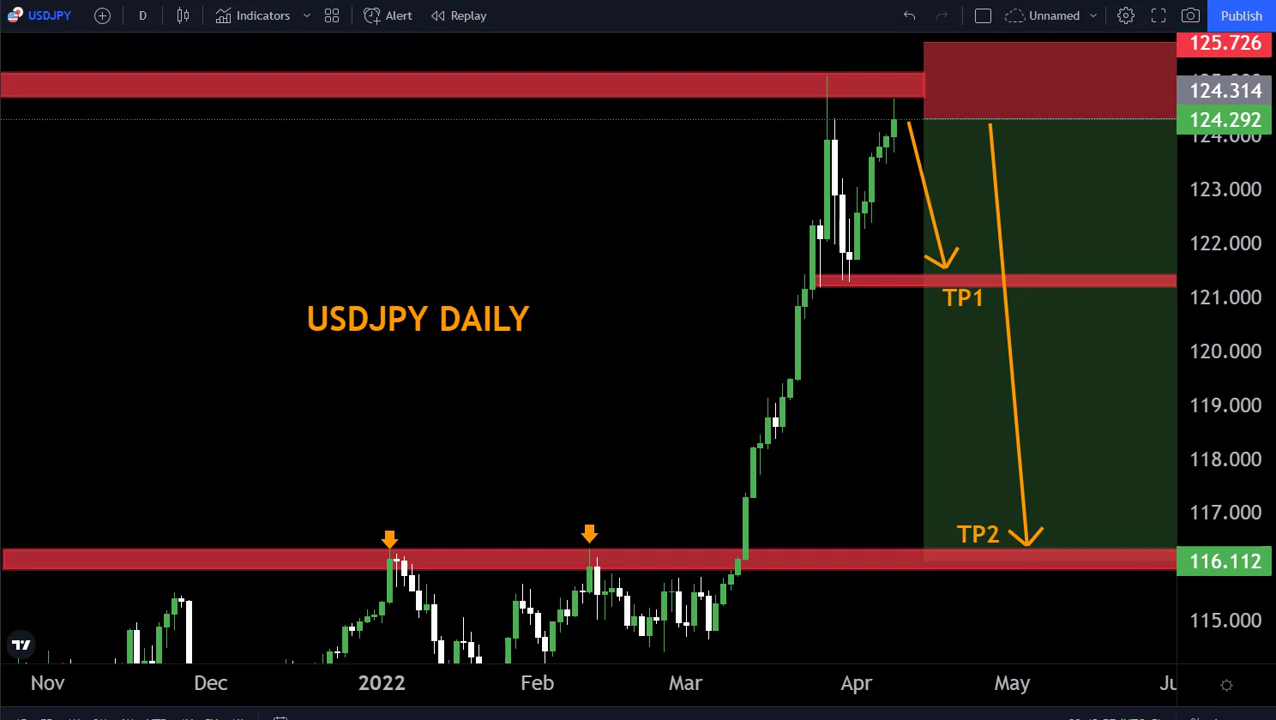 USDJPY D Indicators Alert Replay Unnamed Publish
125.726
124.314
124.292
124.000
123.000
122.000
121.000
TP1
USDJPY DAILY
120.000
119.000
118.000
117.000
TP2
116.112
115.000
Nov Dec 2022 Feb Mar Apr May